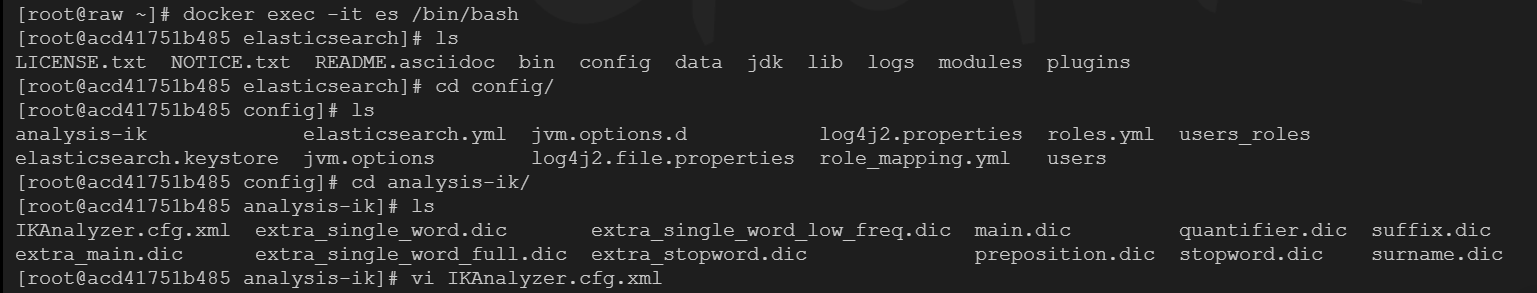 [root@raw ~]# docker exec -it es /bin/bash
[root@acd41751b485 elasticsearch]# ls
LICENSE.txt  NOTICE.txt  README.asciidoc  bin  config  data  jdk  lib  logs  modules  plugins
[root@acd41751b485 elasticsearch]# cd config/
[root@acd41751b485 config]# ls
analysis-ik             elasticsearch.yml  jvm.options.d           log4j2.properties  roles.yml  users_roles
elasticsearch.keystore  jvm.options        log4j2.file.properties  role_mapping.yml   users
[root@acd41751b485 config]# cd analysis-ik/
[root@acd41751b485 analysis-ik]# ls
IKAnalyzer.cfg.xml  extra_single_word.dic       extra_single_word_low_freq.dic  main.dic         quantifier.dic  suffix.dic
extra_main.dic      extra_single_word_full.dic  extra_stopword.dic              preposition.dic  stopword.dic    surname.dic
[root@acd41751b485 analysis-ik]# vi IKAnalyzer.cfg.xml